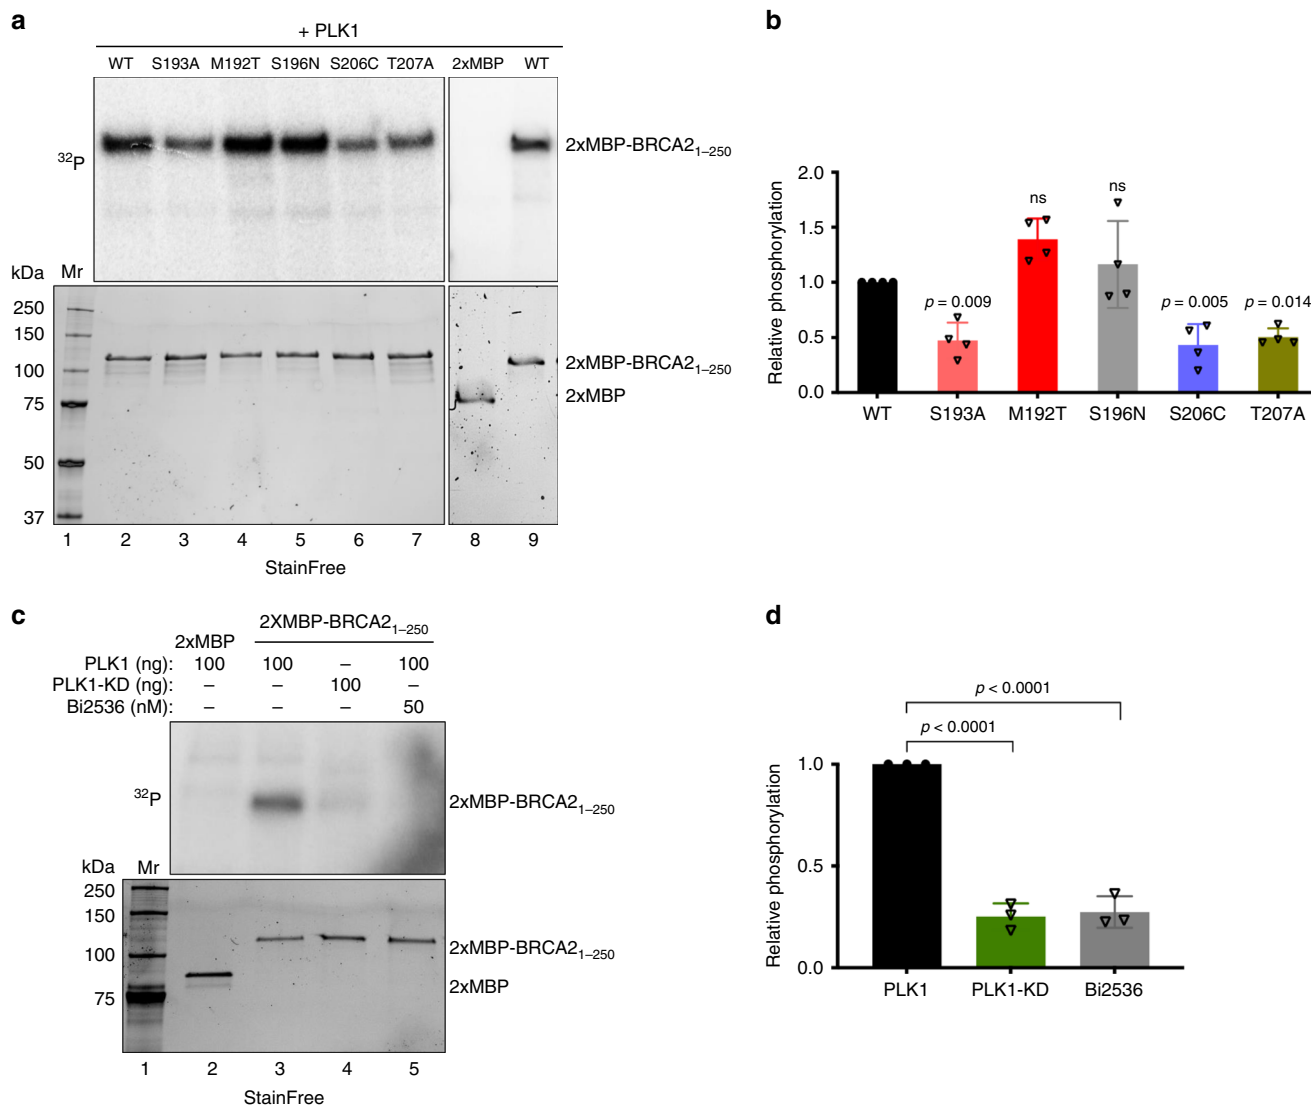 a
+ PLK1
WT S193A M192T S196N S206C T207A 2xMBP WT
32P
2xMBP-BRCA21–250
kDa Mr
250
150
100
75
50
37
2xMBP-BRCA21–250
2xMBP
1 2 3 4 5 6 7 8 9
StainFree
b
Relative phosphorylation
2.0
1.5
1.0
0.5
0.0
p = 0.009
ns
ns
p = 0.005
p = 0.014
WT S193A M192T S196N S206C T207A
c
2xMBP 2XMBP-BRCA21–250
PLK1 (ng): 100 100 – 100
PLK1-KD (ng): – – 100 –
Bi2536 (nM): – – – 50
32P
2xMBP-BRCA21–250
kDa Mr
250
150
100
75
2xMBP-BRCA21–250
2xMBP
1 2 3 4 5
StainFree
d
Relative phosphorylation
1.0
0.5
0.0
p < 0.0001
p < 0.0001
PLK1 PLK1-KD Bi2536